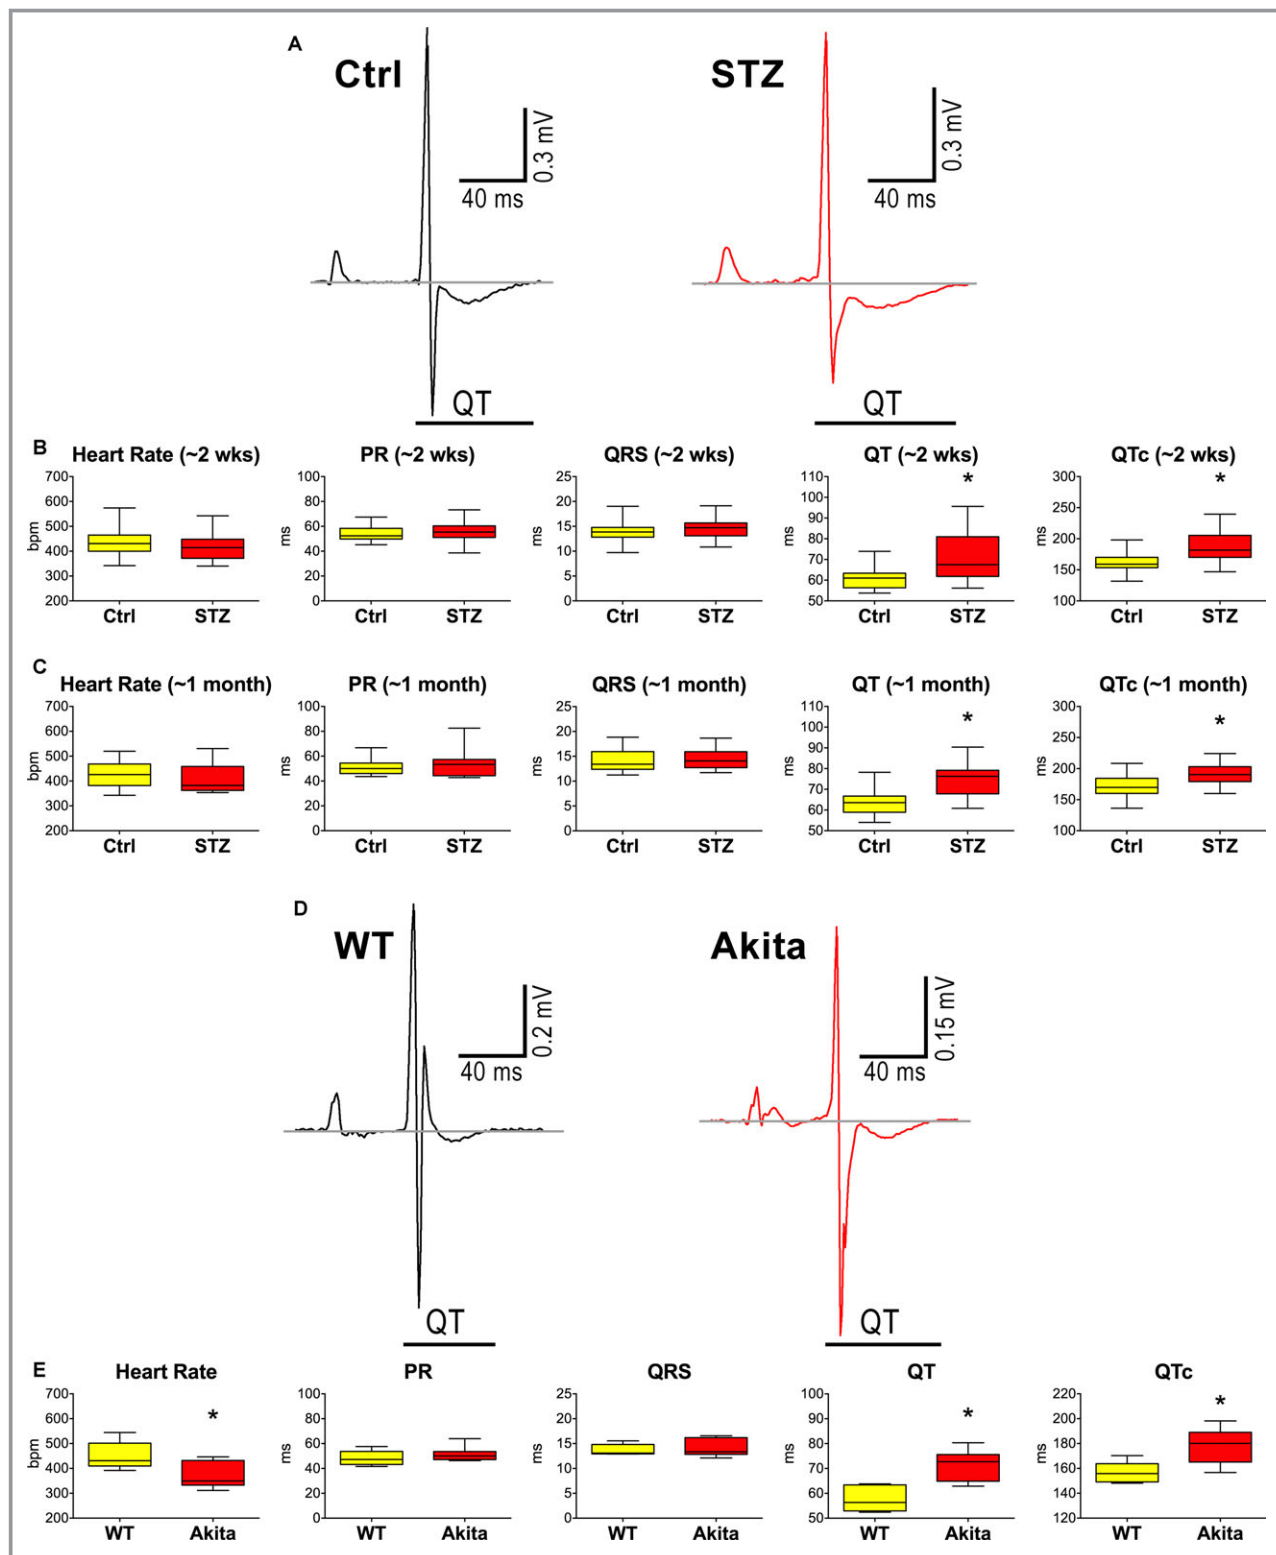 A
Ctrl
STZ
0.3 mV
40 ms
0.3 mV
40 ms
QT
QT
B
Heart Rate (~2 wks)
PR (~2 wks)
QRS (~2 wks)
QT (~2 wks)
QTc (~2 wks)
bpm
700
600
500
400
300
200
Ctrl
STZ
ms
100
80
60
40
20
0
Ctrl
STZ
ms
25
20
15
10
5
0
Ctrl
STZ
ms
110
100
90
80
70
60
50
*
Ctrl
STZ
ms
300
250
200
150
100
*
Ctrl
STZ
C
Heart Rate (~1 month)
PR (~1 month)
QRS (~1 month)
QT (~1 month)
QTc (~1 month)
bpm
700
600
500
400
300
200
Ctrl
STZ
ms
100
80
60
40
20
0
Ctrl
STZ
ms
25
20
15
10
5
0
Ctrl
STZ
ms
110
100
90
80
70
60
50
*
Ctrl
STZ
ms
300
250
200
150
100
*
Ctrl
STZ
D
WT
Akita
0.2 mV
40 ms
0.15 mV
40 ms
QT
QT
E
Heart Rate
PR
QRS
QT
QTc
bpm
700
600
500
400
300
200
*
WT
Akita
ms
100
80
60
40
20
0
WT
Akita
ms
25
20
15
10
5
0
WT
Akita
ms
100
90
80
70
60
50
*
WT
Akita
ms
220
200
180
160
140
120
*
WT
Akita